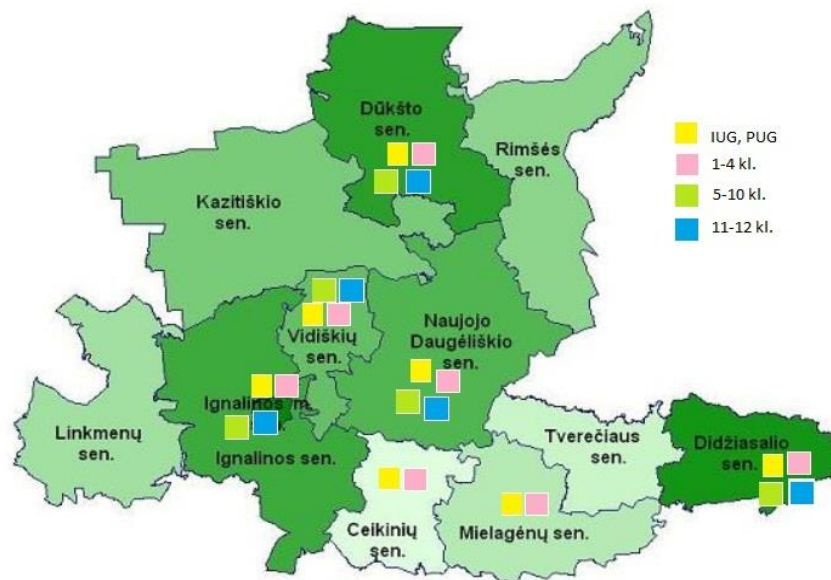 Dūkšto
sen.
Rimšės
sen.
IUG, PUG
1-4 kl.
5-10 kl.
11-12 kl.
Kazitiškio
sen.
Vidiškių
sen.
Naujojo
Daugėliškio
sen.
Ignalinos m.
Ignalinos sen.
Linkmenų
sen.
Tverečiaus
sen.
Didžiasalio
sen.
Ceikinių
sen.
Mielagėnų sen.